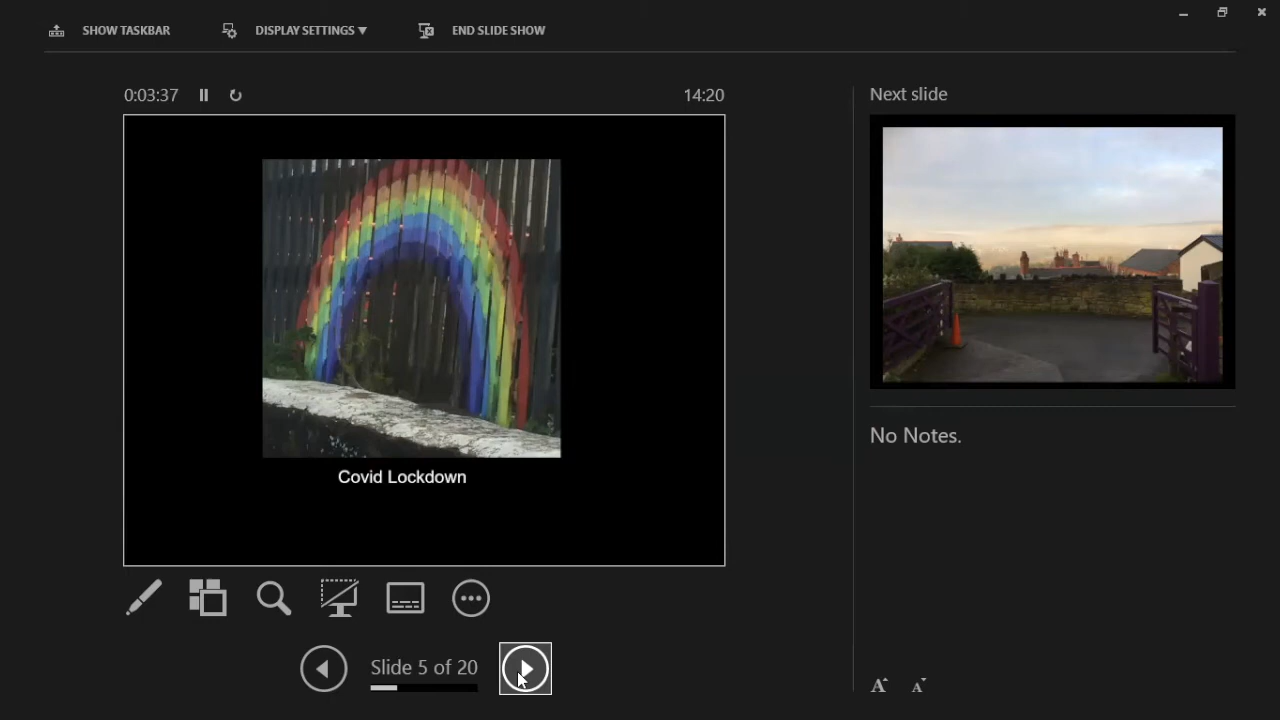 SHOW TASKBAR
DISPLAY SETTINGS ▼
END SLIDE SHOW
0:03:37
14:20
Next slide
Covid Lockdown
No Notes.
Slide 5 of 20
A A